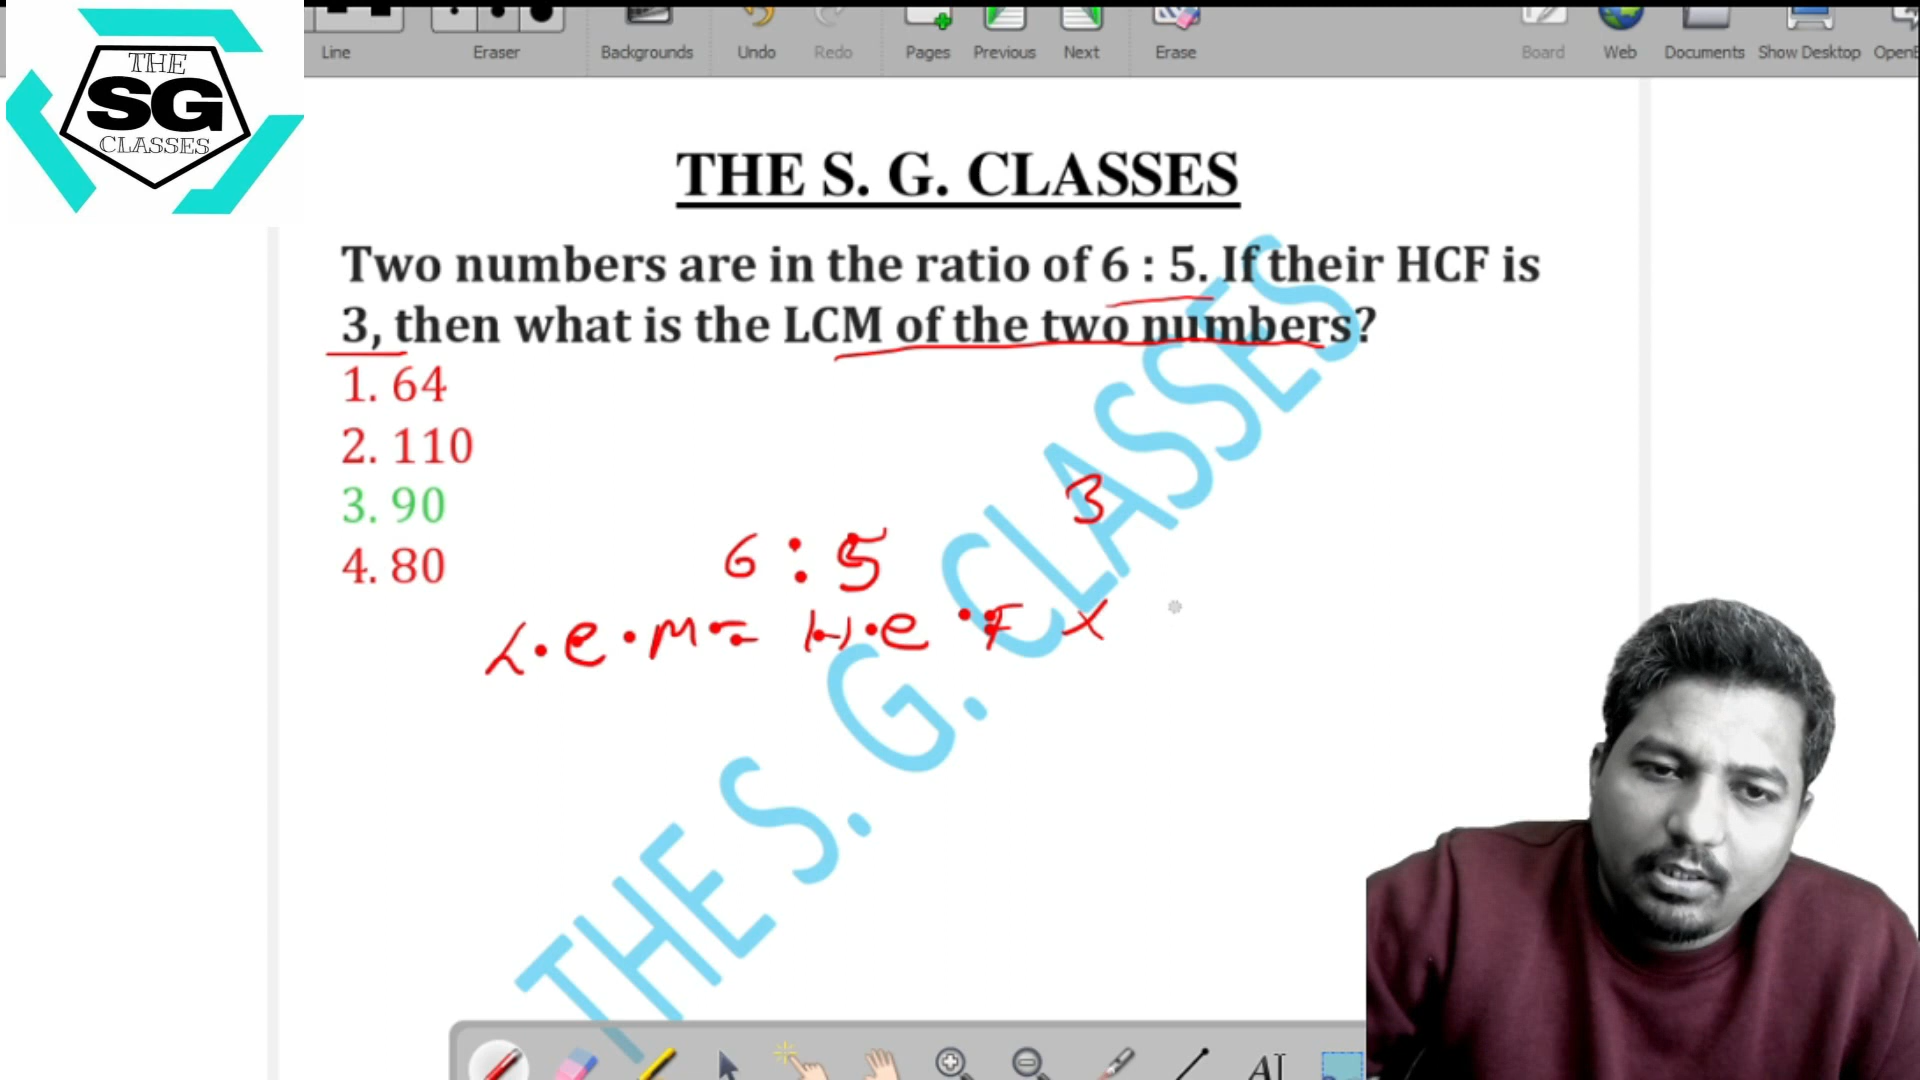 Line Eraser Backgrounds Undo Redo Pages Previous Next Erase Board Web Documents Show Desktop
THE
SG
CLASSES
THE S. G. CLASSES
Two numbers are in the ratio of 6 : 5. If their HCF is
3, then what is the LCM of the two numbers?
1. 64
2. 110
3. 90
4. 80
3
6 : 5
L.C.M = H.C.F ×
THE S. G. CLASSES
AI